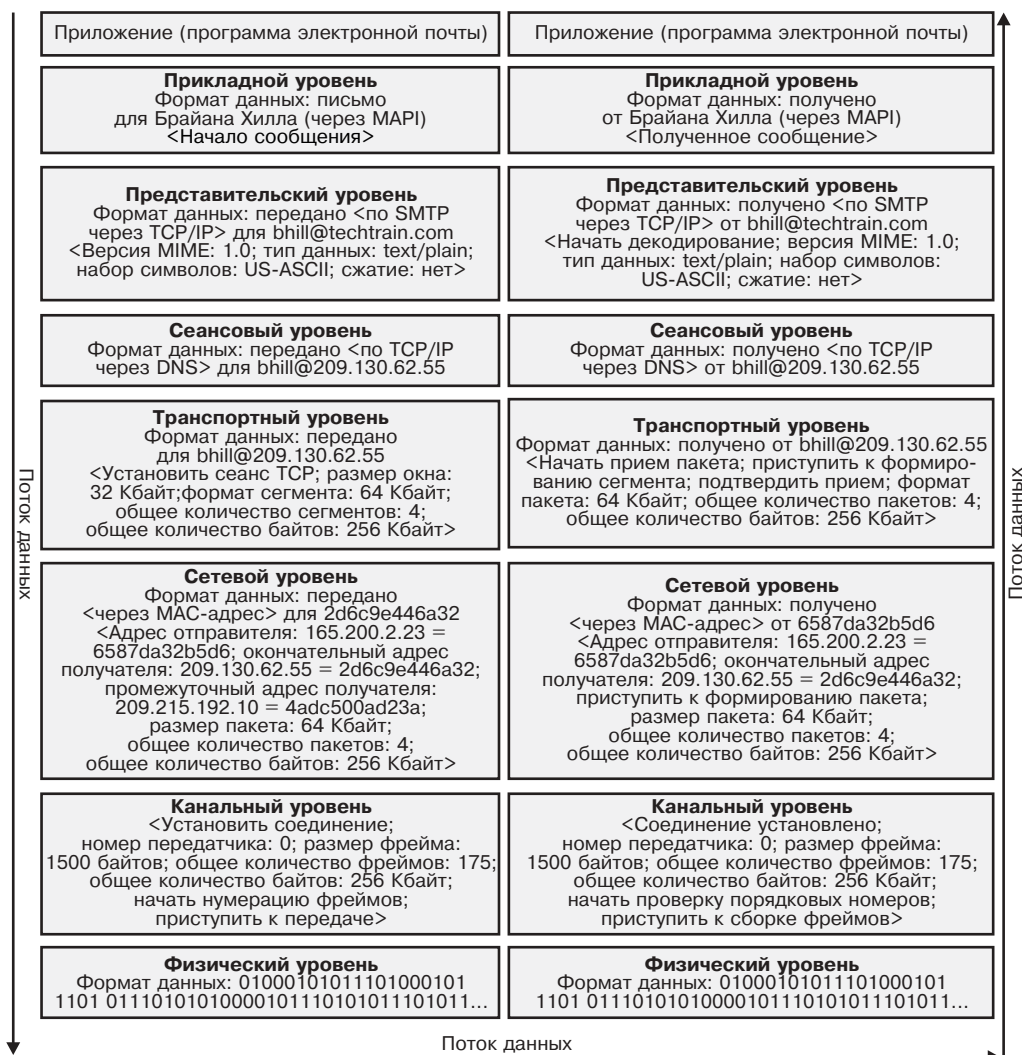 Приложение (программа электронной почты)
Прикладной уровень
Формат данных: письмо
для Брайана Хилла (через MAPI)
<Начало сообщения>
Представительский уровень
Формат данных: передано <по SMTP
через TCP/IP> для bhill@techtrain.com
<Версия MIME: 1.0; тип данных: text/plain;
набор символов: US-ASCII; сжатие: нет>
Сеансовый уровень
Формат данных: передано <по TCP/IP
через DNS> для bhill@209.130.62.55
Транспортный уровень
Формат данных: передано
для bhill@209.130.62.55
<Установить сеанс TCP; размер окна:
32 Кбайт;формат сегмента: 64 Кбайт;
общее количество сегментов: 4;
общее количество байтов: 256 Кбайт>
Сетевой уровень
Формат данных: передано
<через MAC-адрес> для 2d6c9e446a32
<Адрес отправителя: 165.200.2.23 =
6587da32b5d6; окончательный адрес
получателя: 209.130.62.55 = 2d6c9e446a32;
промежуточный адрес получателя:
209.215.192.10 = 4adc500ad23a;
размер пакета: 64 Кбайт;
общее количество пакетов: 4;
общее количество байтов: 256 Кбайт>
Канальный уровень
<Установить соединение;
номер передатчика: 0; размер фрейма:
1500 байтов; общее количество фреймов: 175;
общее количество байтов: 256 Кбайт;
начать нумерацию фреймов;
приступить к передаче>
Физический уровень
Формат данных: 01000101011101000101
1101 01110101010000101110101011101011...
Приложение (программа электронной почты)
Прикладной уровень
Формат данных: получено
от Брайана Хилла (через MAPI)
<Полученное сообщение>
Представительский уровень
Формат данных: получено <по SMTP
через TCP/IP> от bhill@techtrain.com
<Начать декодирование; версия MIME: 1.0;
тип данных: text/plain; набор символов:
US-ASCII; сжатие: нет>
Сеансовый уровень
Формат данных: получено <по TCP/IP
через DNS> от bhill@209.130.62.55
Транспортный уровень
Формат данных: получено от bhill@209.130.62.55
<Начать прием пакета; приступить к формиро-
ванию сегмента; подтвердить прием; формат
пакета: 64 Кбайт; общее количество пакетов: 4;
общее количество байтов: 256 Кбайт>
Сетевой уровень
Формат данных: получено
<через MAC-адрес> от 6587da32b5d6
<Адрес отправителя: 165.200.2.23 =
6587da32b5d6; окончательный адрес
получателя: 209.130.62.55 = 2d6c9e446a32;
приступить к формированию пакета;
размер пакета: 64 Кбайт;
общее количество пакетов: 4;
общее количество байтов: 256 Кбайт>
Канальный уровень
<Соединение установлено;
номер передатчика: 0; размер фрейма:
1500 байтов; общее количество фреймов: 175;
общее количество байтов: 256 Кбайт;
начать проверку порядковых номеров;
приступить к сборке фреймов>
Физический уровень
Формат данных: 01000101011101000101
1101 01110101010000101110101011101011...
Поток данных
Поток данных
Поток данных